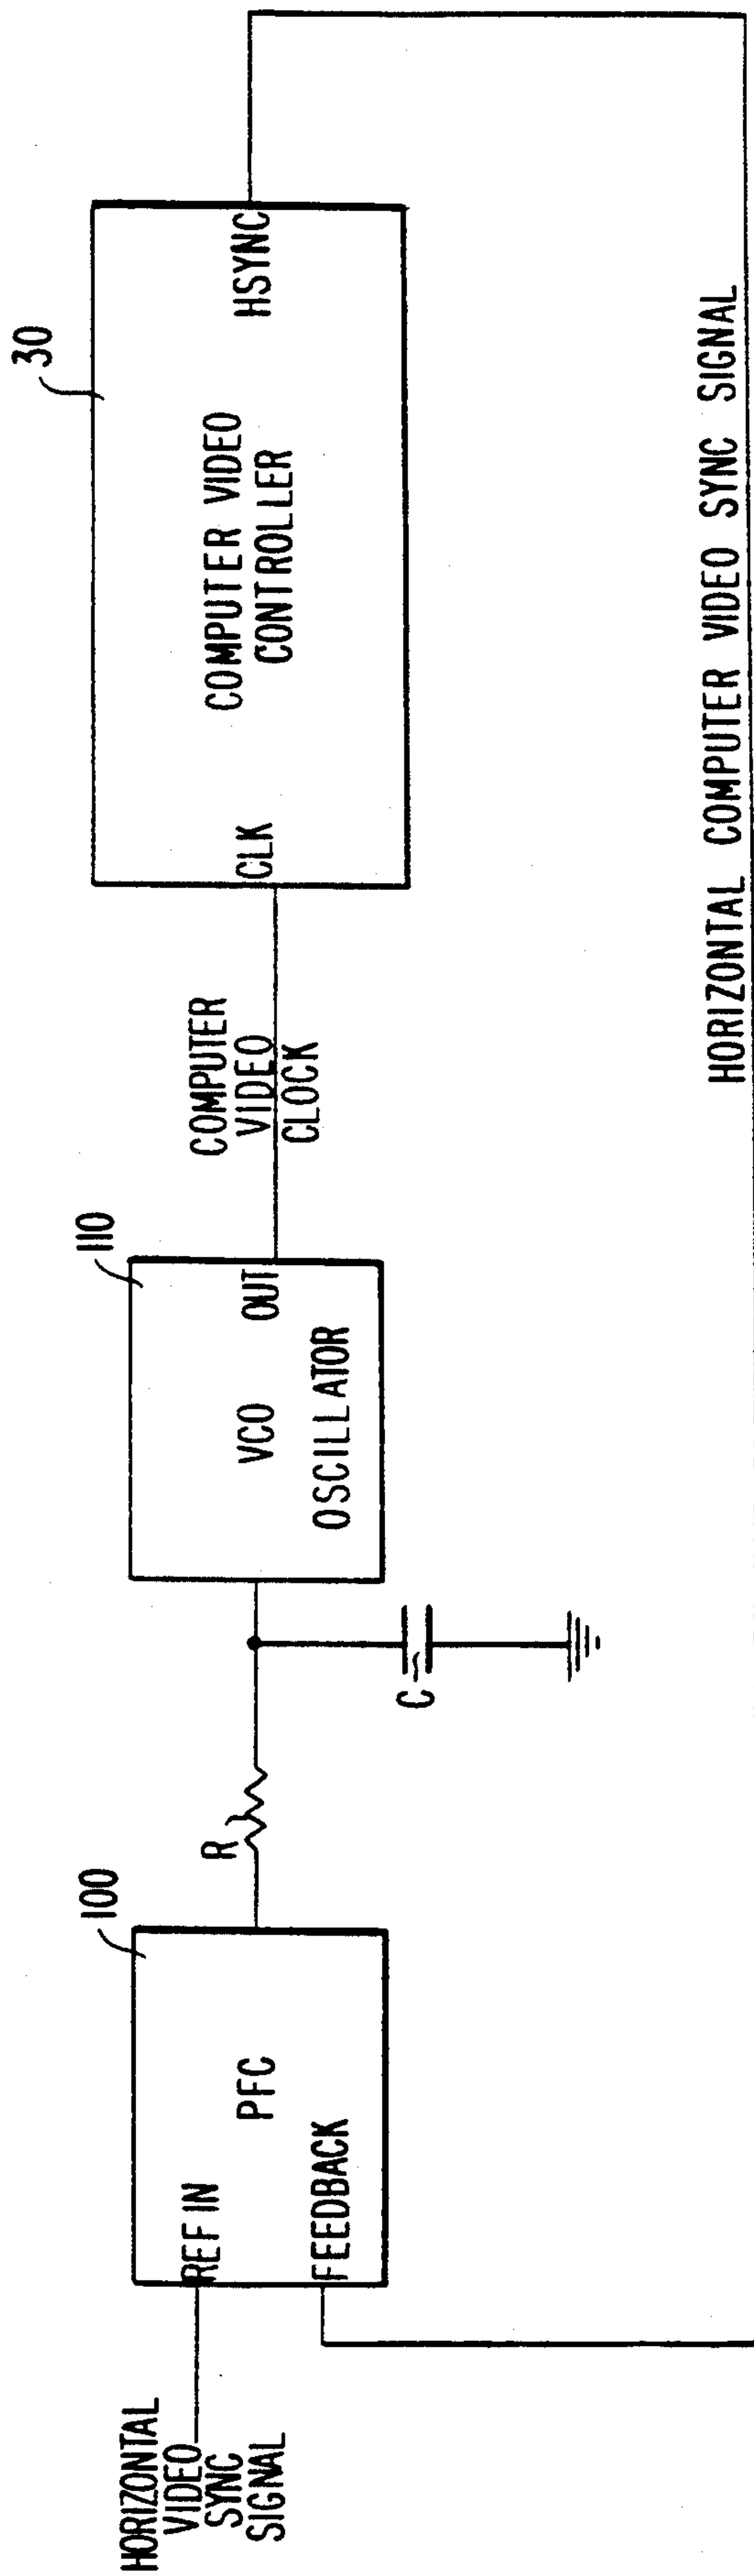 HORIZONTAL
VIDEO
SYNC
SIGNAL
100
REF IN
PFC
FEEDBACK
R
C
110
VCO
OUT
OSCILLATOR
COMPUTER
VIDEO
CLOCK
30
CLK
COMPUTER VIDEO
CONTROLLER
HSYNC
HORIZONTAL COMPUTER VIDEO SYNC SIGNAL